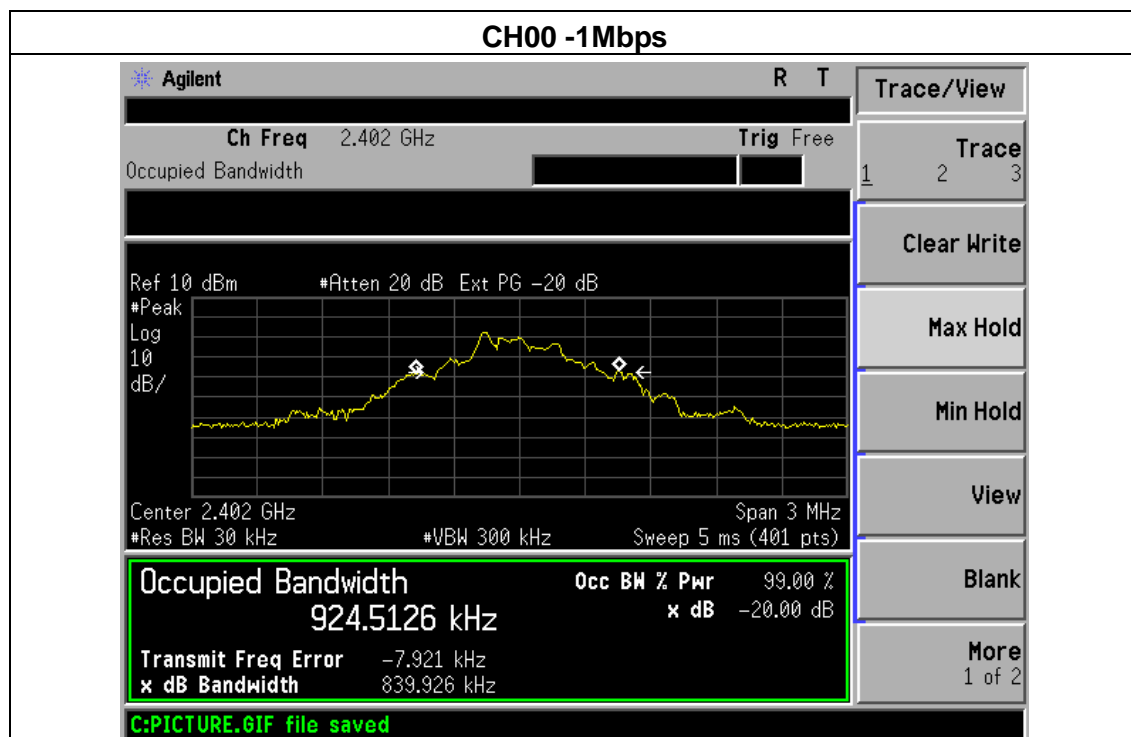 CH00 -1Mbps
Agilent
R T
Trace/View
Ch Freq 2.402 GHz
Trig Free
Occupied Bandwidth
Trace
1 2 3
Clear Write
Ref 10 dBm #Atten 20 dB Ext PG -20 dB
#Peak
Log
10
dB/
Max Hold
Min Hold
View
Center 2.402 GHz
Span 3 MHz
#Res BW 30 kHz #VBW 300 kHz Sweep 5 ms (401 pts)
Occupied Bandwidth
924.5126 kHz
Occ BW % Pwr 99.00 %
x dB -20.00 dB
Blank
Transmit Freq Error -7.921 kHz
x dB Bandwidth 839.926 kHz
More
1 of 2
C:PICTURE.GIF file saved